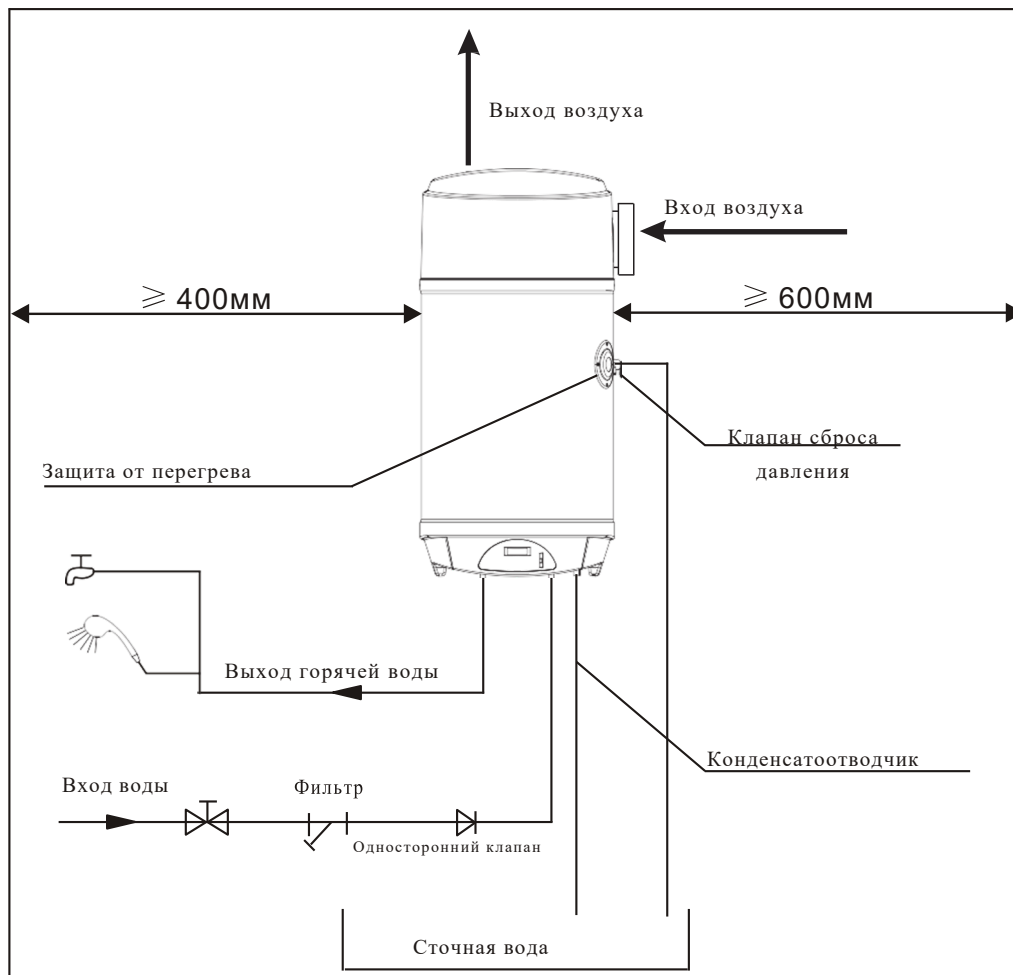 Выход воздуха
Вход воздуха
≥ 400мм
≥ 600мм
Клапан сброса
давления
Защита от перегрева
Выход горячей воды
Конденсатоотводчик
Вход воды
Фильтр
Односторонний клапан
Сточная вода